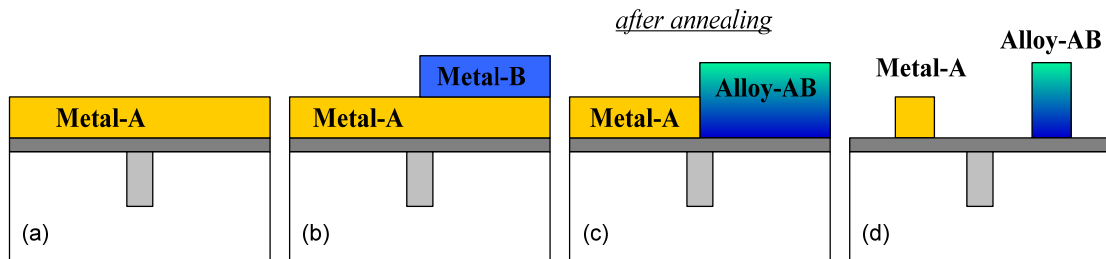 after annealing
Metal-A
(a)
Metal-B
Metal-A
(b)
Metal-A
Alloy-AB
(c)
Metal-A
Alloy-AB
(d)